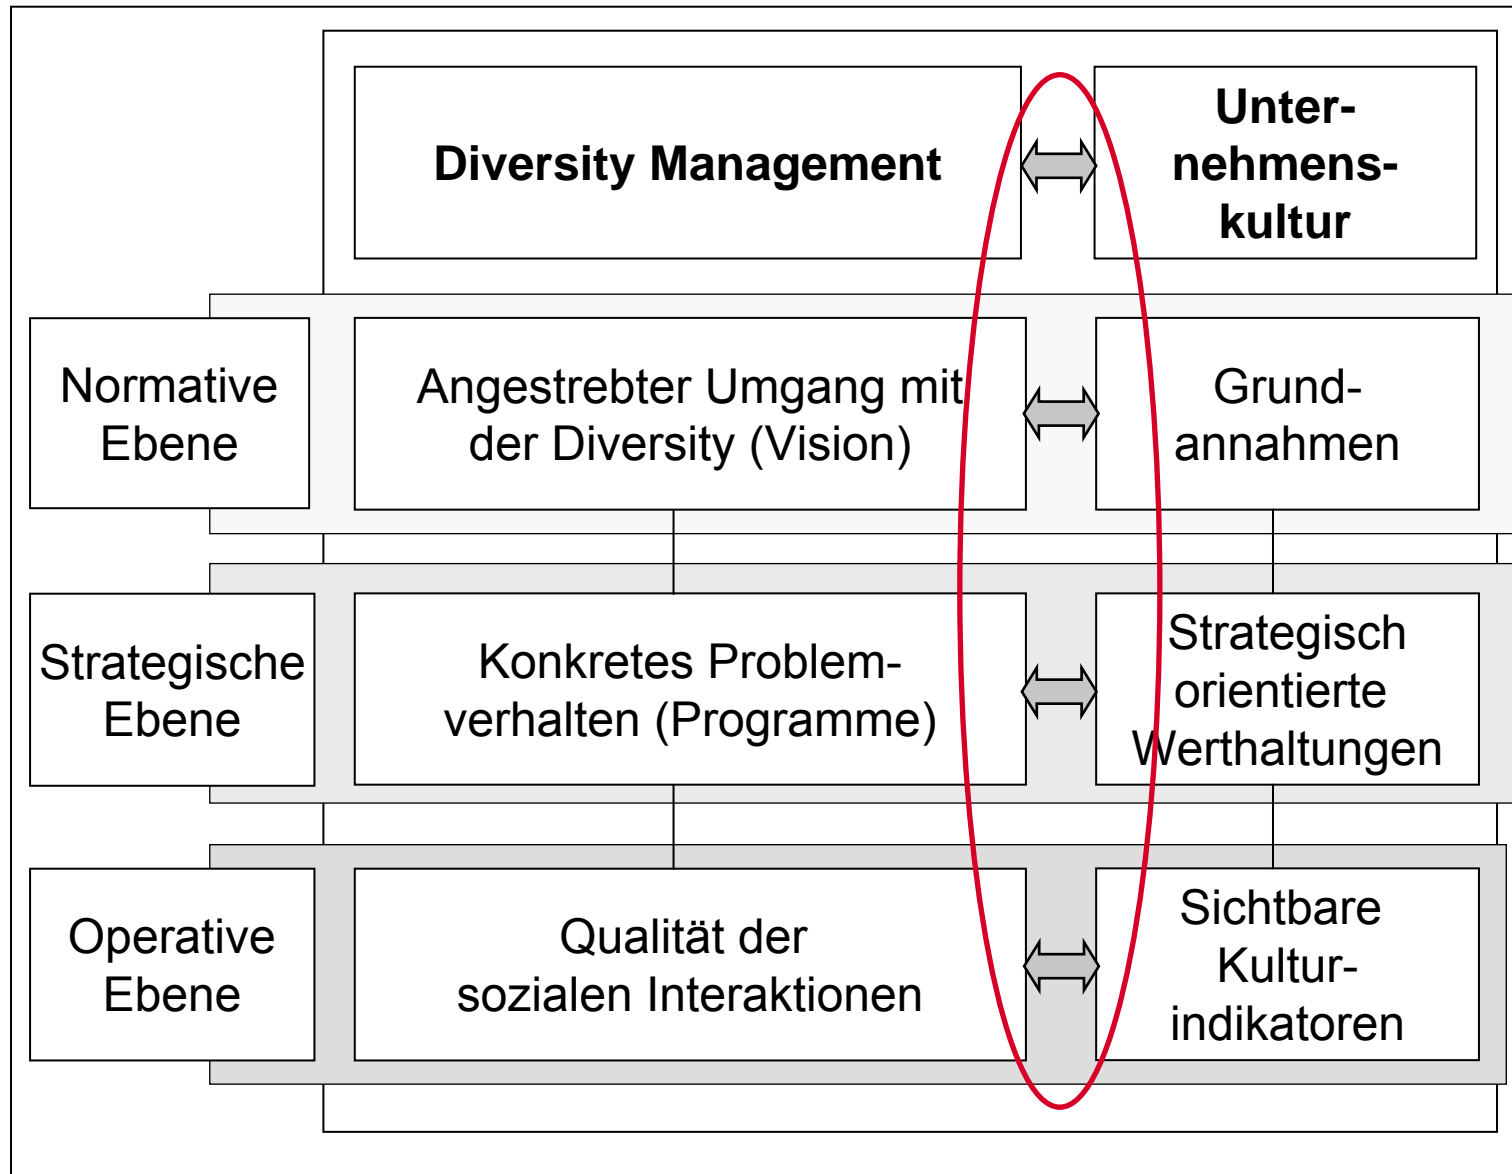 Diversity Management
Unter-
nehmens-
kultur
Normative
Ebene
Angestrebter Umgang mit
der Diversity (Vision)
Grund-
annahmen
Strategische
Ebene
Konkretes Problem-
verhalten (Programme)
Strategisch
orientierte
Werthaltungen
Operative
Ebene
Qualität der
sozialen Interaktionen
Sichtbare
Kultur-
indikatoren